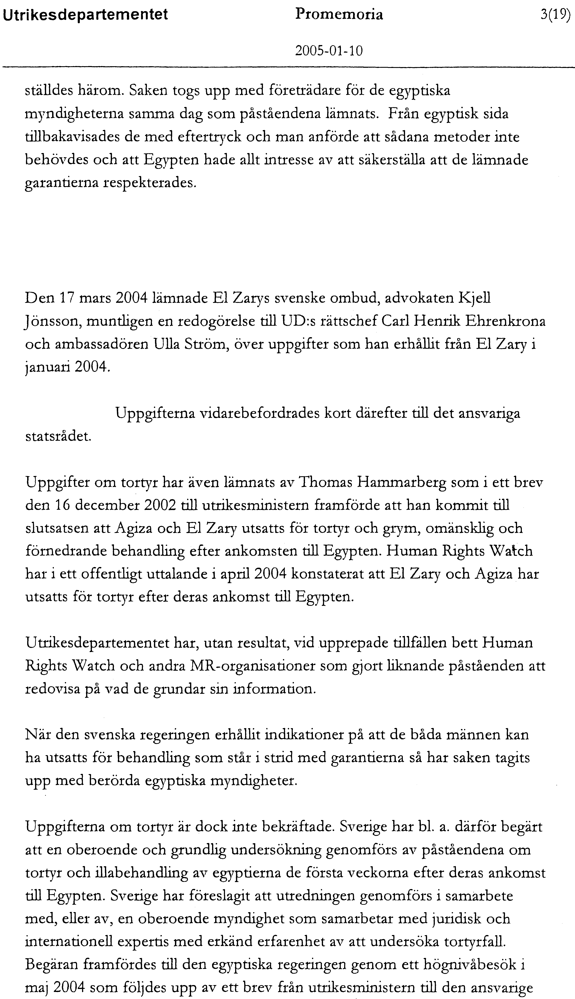 Utrikesdepartementet Promemoria 3(19)
2005-01-10
ställdes härom. Saken togs upp med företrädare för de egyptiska
myndigheterna samma dag som påståendena lämnats. Från egyptisk sida
tillbakavisades de med eftertryck och man anförde att sådana metoder inte
behövdes och att Egypten hade allt intresse av att säkerställa att de lämnade
garantierna respekterades.
Den 17 mars 2004 lämnade El Zarys svenske ombud, advokaten Kjell
Jönsson, muntligen en redogörelse till UD:s rättschef Carl Henrik Ehrenkrona
och ambassadören Ulla Ström, över uppgifter som han erhållit från El Zary i
januari 2004.
Uppgifterna vidarebefordrades kort därefter till det ansvariga
statsrådet.
Uppgifter om tortyr har även lämnats av Thomas Hammarberg som i ett brev
den 16 december 2002 till utrikesministern framförde att han kommit till
slutsatsen att Agiza och El Zary utsatts för tortyr och grym, omänsklig och
förnedrande behandling efter ankomsten till Egypten. Human Rights Watch
har i ett offentligt uttalande i april 2004 konstaterat att El Zary och Agiza har
utsatts för tortyr efter deras ankomst till Egypten.
Utrikesdepartementet har, utan resultat, vid upprepade tillfällen bett Human
Rights Watch och andra MR-organisationer som gjort liknande påståenden att
redovisa på vad de grundar sin information.
När den svenska regeringen erhållit indikationer på att de båda männen kan
ha utsatts för behandling som står i strid med garantierna så har saken tagits
upp med berörda egyptiska myndigheter.
Uppgifterna om tortyr är dock inte bekräftade. Sverige har bl. a. därför begärt
att en oberoende och grundlig undersökning genomförs av påståendena om
tortyr och illabehandling av egyptierna de första veckorna efter deras ankomst
till Egypten. Sverige har föreslagit att utredningen genomförs i samarbete
med, eller av, en oberoende myndighet som samarbetar med juridisk och
internationell expertis med erkänd erfarenhet av att undersöka tortyrfall.
Begäran framfördes till den egyptiska regeringen genom ett högnivåbesök i
maj 2004 som följdes upp av ett brev från utrikesministern till den ansvarige